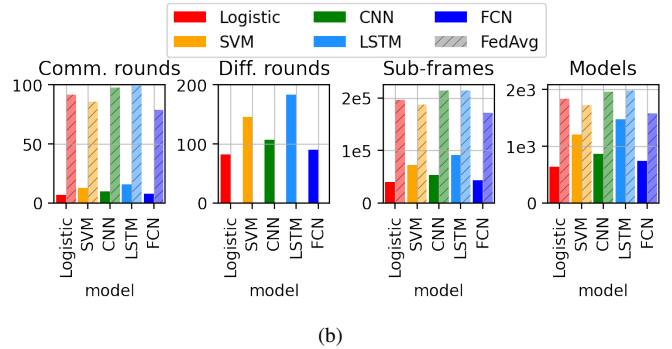 Logistic CNN FCN
SVM LSTM FedAvg
Comm. rounds Diff. rounds Sub-frames Models
100 200 2e5 2e3
50 100 1e5 1e3
0 0 0 0
Logistic SVM CNN LSTM FCN Logistic SVM CNN LSTM FCN Logistic SVM CNN LSTM FCN Logistic SVM CNN LSTM FCN
model model model model
(b)